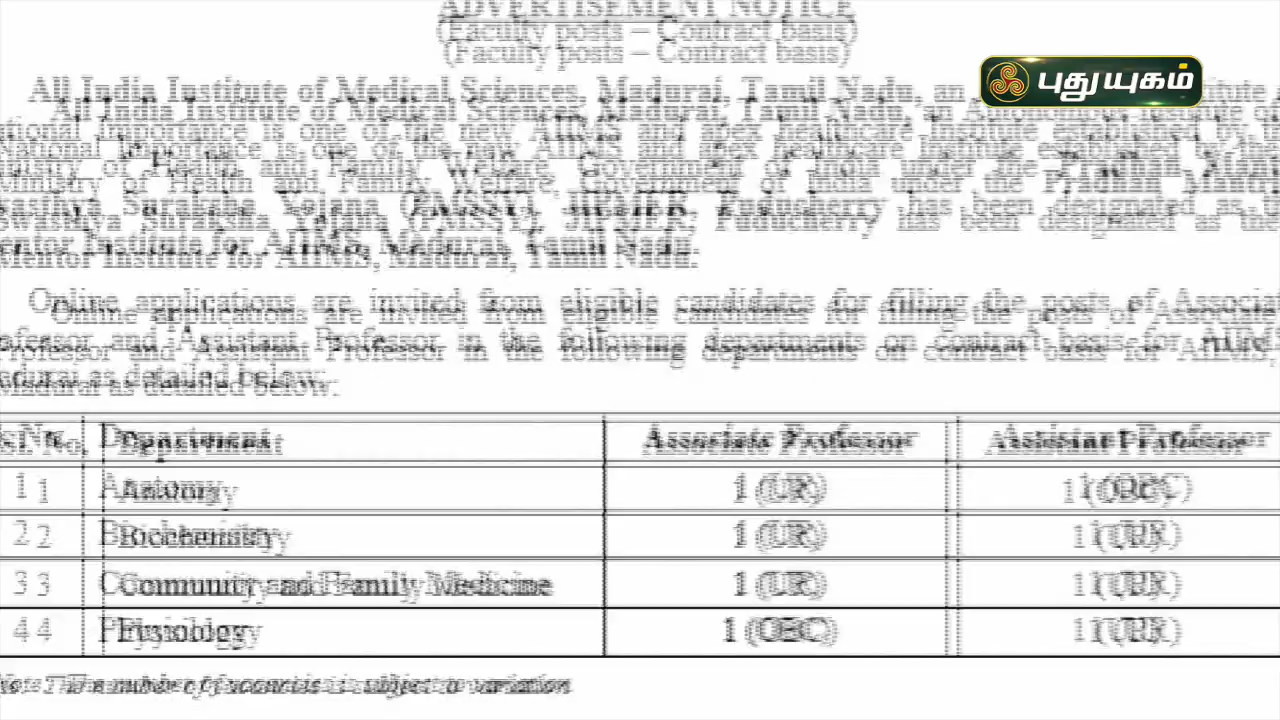 ADVERTISEMENT NOTICE
(Faculty posts – Contract basis)
புதுயுகம்
All India Institute of Medical Sciences, Madurai, Tamil Nadu, an Autonomous Institute of
National Importance is one of the new AIIMS and apex healthcare Institute established by the
Ministry of Health and Family Welfare, Government of India under the Pradhan Mantri
Swasthya Suraksha Yojana (PMSSY). JIPMER, Puducherry has been designated as the
Mentor Institute for AIIMS, Madurai, Tamil Nadu.
Online applications are invited from eligible candidates for filling the posts of Associate
Professor and Assistant Professor in the following departments on contract basis for AIIMS,
Madurai as detailed below:
Sl. No. Department Associate Professor Assistant Professor
1 Anatomy 1 (UR) 1 (OBC)
2 Biochemistry 1 (UR) 1 (UR)
3 Community and Family Medicine 1 (UR) 1 (UR)
4 Physiology 1 (OBC) 1 (UR)
Note: The number of vacancies is subject to variation